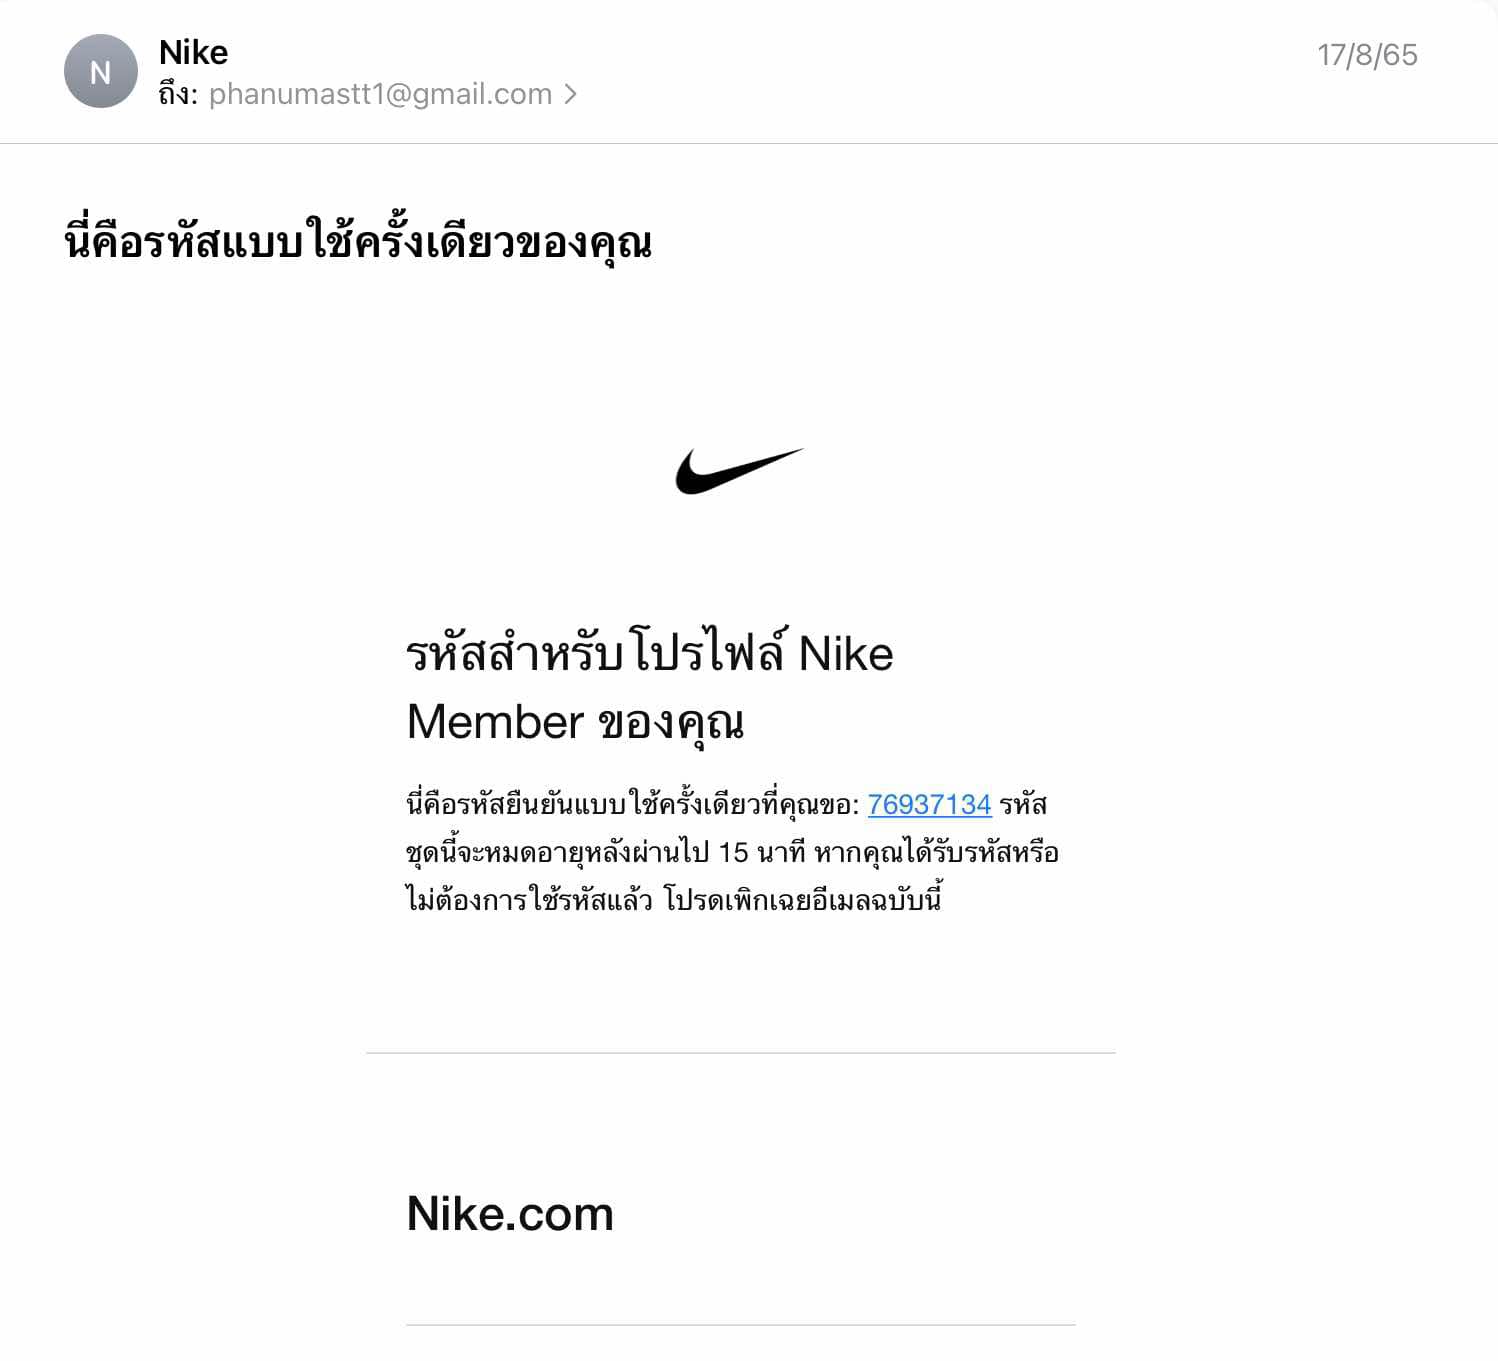 N
Nike
17/8/65
ถึง: phanumastt1@gmail.com >
นี่คือรหัสแบบใช้ครั้งเดียวของคุณ
รหัสสำหรับโปรไฟล์ Nike
Member ของคุณ
นี่คือรหัสยืนยันแบบใช้ครั้งเดียวที่คุณขอ: 76937134 รหัส
ชุดนี้จะหมดอายุหลังผ่านไป 15 นาที หากคุณได้รับรหัสหรือ
ไม่ต้องการใช้รหัสแล้ว โปรดเพิกเฉยอีเมลฉบับนี้
Nike.com